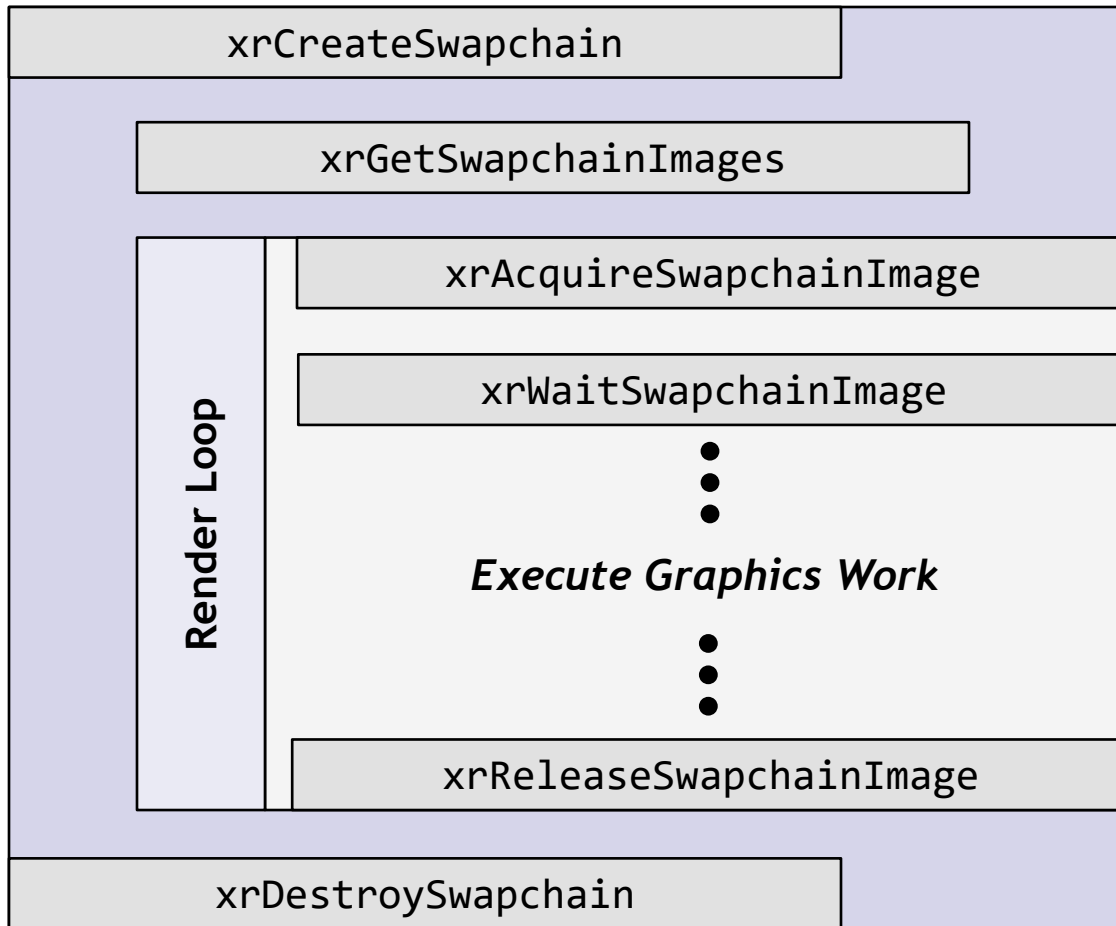 xrCreateSwapchain
xrGetSwapchainImages
Render Loop
xrAcquireSwapchainImage
xrWaitSwapchainImage
Execute Graphics Work
xrReleaseSwapchainImage
xrDestroySwapchain